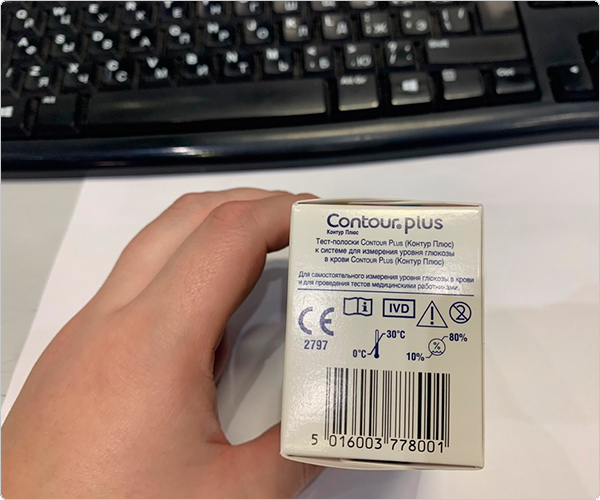 Contour plus
Контур Плюс
Тест-полоски Contour Plus (Контур Плюс)
к системе для измерения уровня глюкозы
в крови Contour Plus (Контур Плюс)
Для самостоятельного измерения уровня глюкозы в крови
и для проведения тестов медицинскими работниками.
IVD
2797
30°C
0°C
80%
%
10%
5 016003 778001